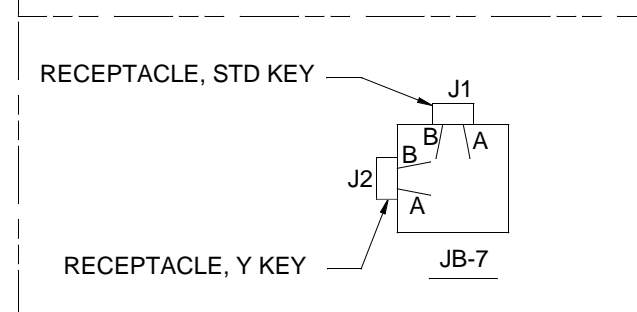 RECEPTACLE, STD KEY
J1
B
A
B
J2
A
RECEPTACLE, Y KEY
JB-7